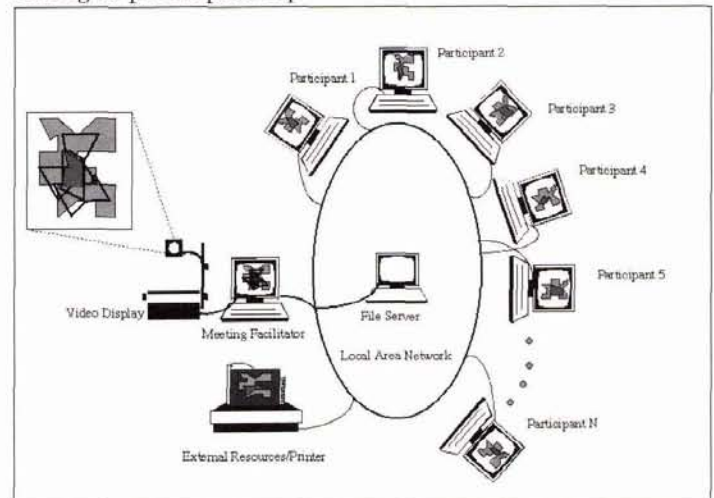 Participant 2
Participant 1
Participant 3
Participant 4
Participant 5
Video Display
Meeting Facilitator
File Server
Local Area Network
Participant N
External Resources/Printer